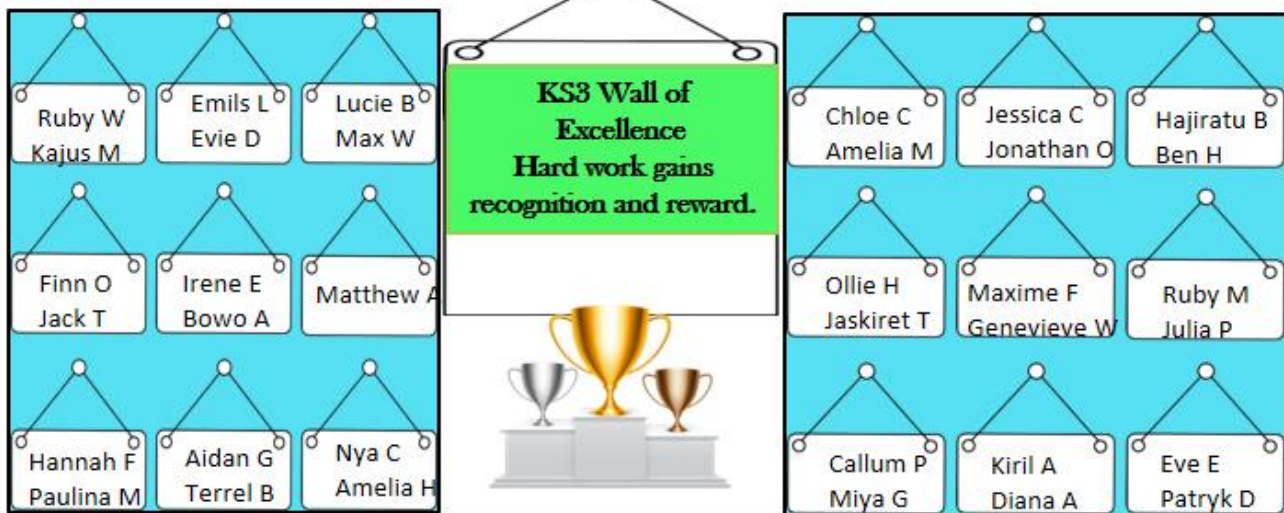 Ruby W
Kajus M
Emils L
Evie D
Lucie B
Max W
Finn O
Jack T
Irene E
Bowo A
Matthew A
Hannah F
Paulina M
Aidan G
Terrel B
Nya C
Amelia H
KS3 Wall of
Excellence
Hard work gains
recognition and reward.
Chloe C
Amelia M
Jessica C
Jonathan O
Hajiratu B
Ben H
Ollie H
Jaskiret T
Maxime F
Genevieve W
Ruby M
Julia P
Callum P
Miya G
Kiril A
Diana A
Eve E
Patryk D